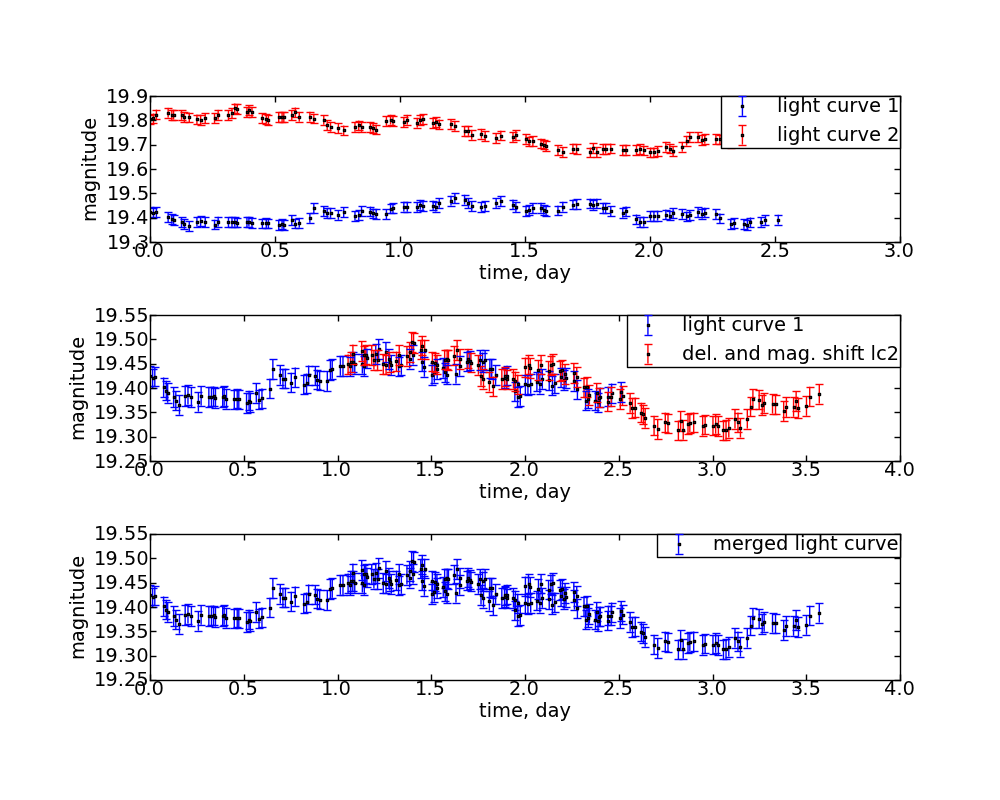 19.9
19.8
19.7
19.6
19.5
19.4
19.3
magnitude
light curve 1
light curve 2
0.0 0.5 1.0 1.5 2.0 2.5 3.0
time, day
19.55
19.50
19.45
19.40
19.35
19.30
19.25
magnitude
light curve 1
del. and mag. shift lc2
0.0 0.5 1.0 1.5 2.0 2.5 3.0 3.5 4.0
time, day
19.55
19.50
19.45
19.40
19.35
19.30
19.25
magnitude
merged light curve
0.0 0.5 1.0 1.5 2.0 2.5 3.0 3.5 4.0
time, day